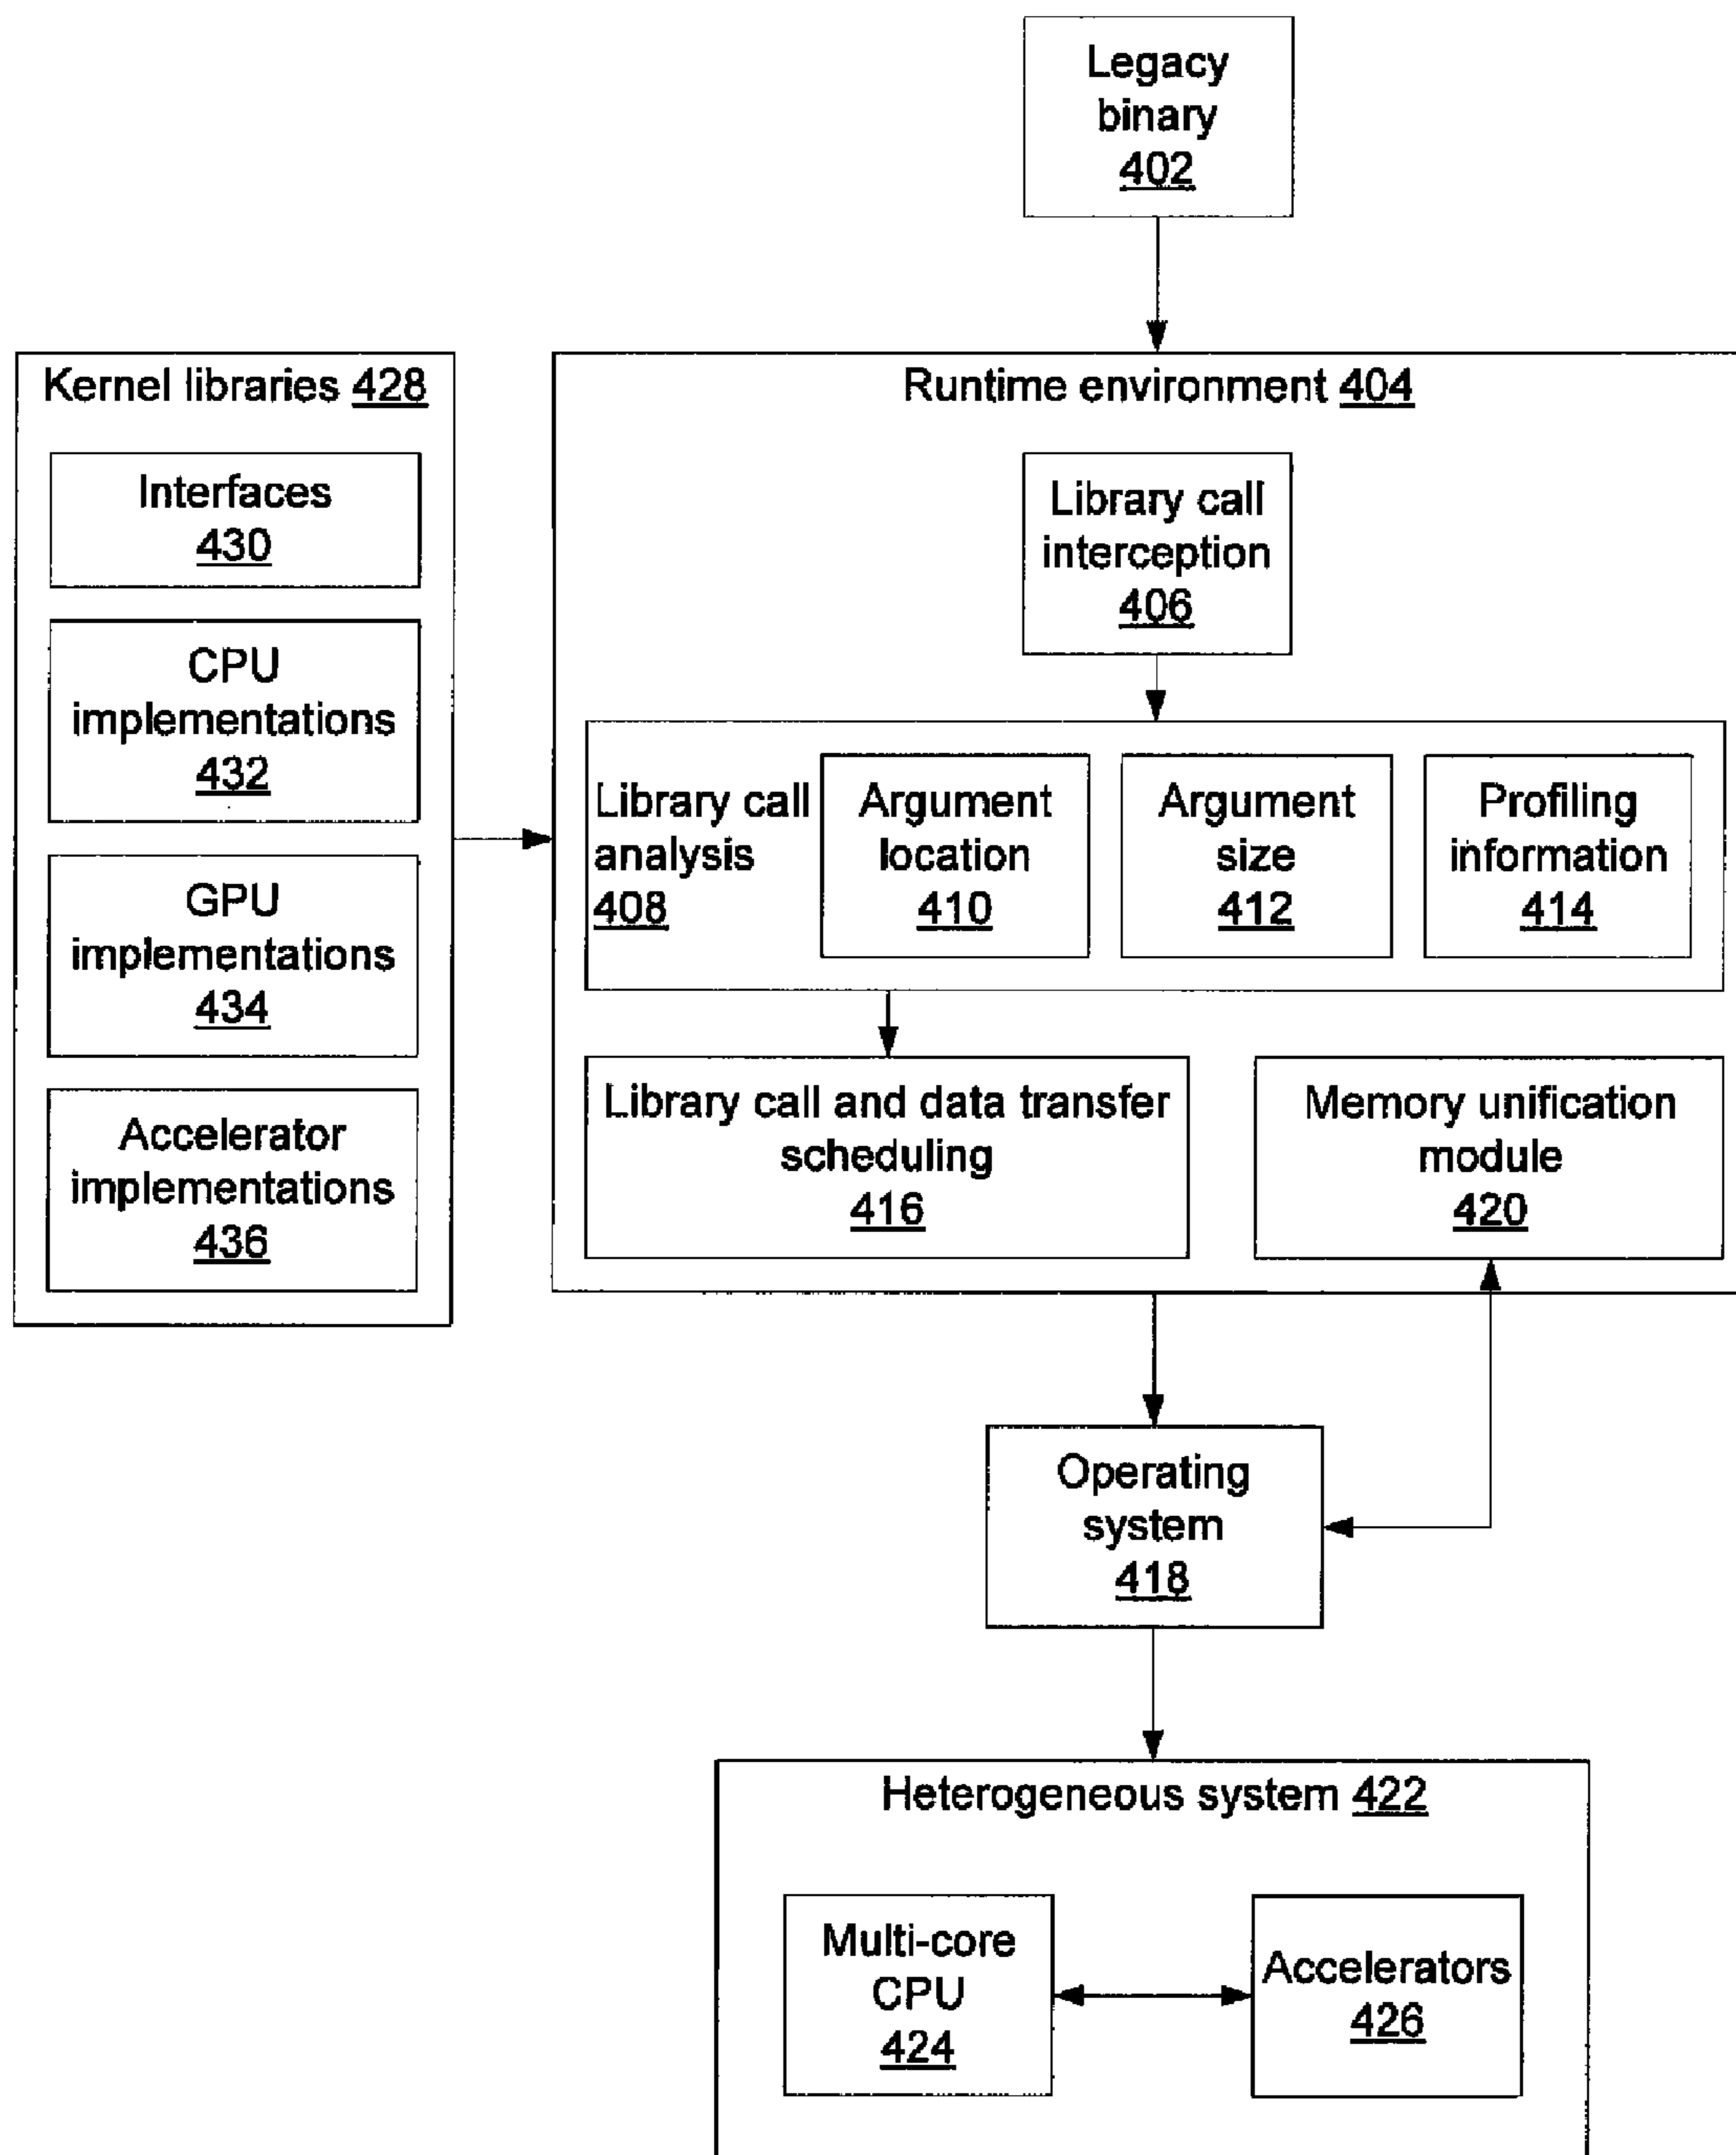 Legacy
binary
402
Kernel libraries 428
Interfaces
430
CPU
implementations
432
GPU
implementations
434
Accelerator
implementations
436
Runtime environment 404
Library call
interception
406
Library call
analysis
408
Argument
location
410
Argument
size
412
Profiling
information
414
Library call and data transfer
scheduling
416
Memory unification
module
420
Operating
system
418
Heterogeneous system 422
Multi-core
CPU
424
Accelerators
426